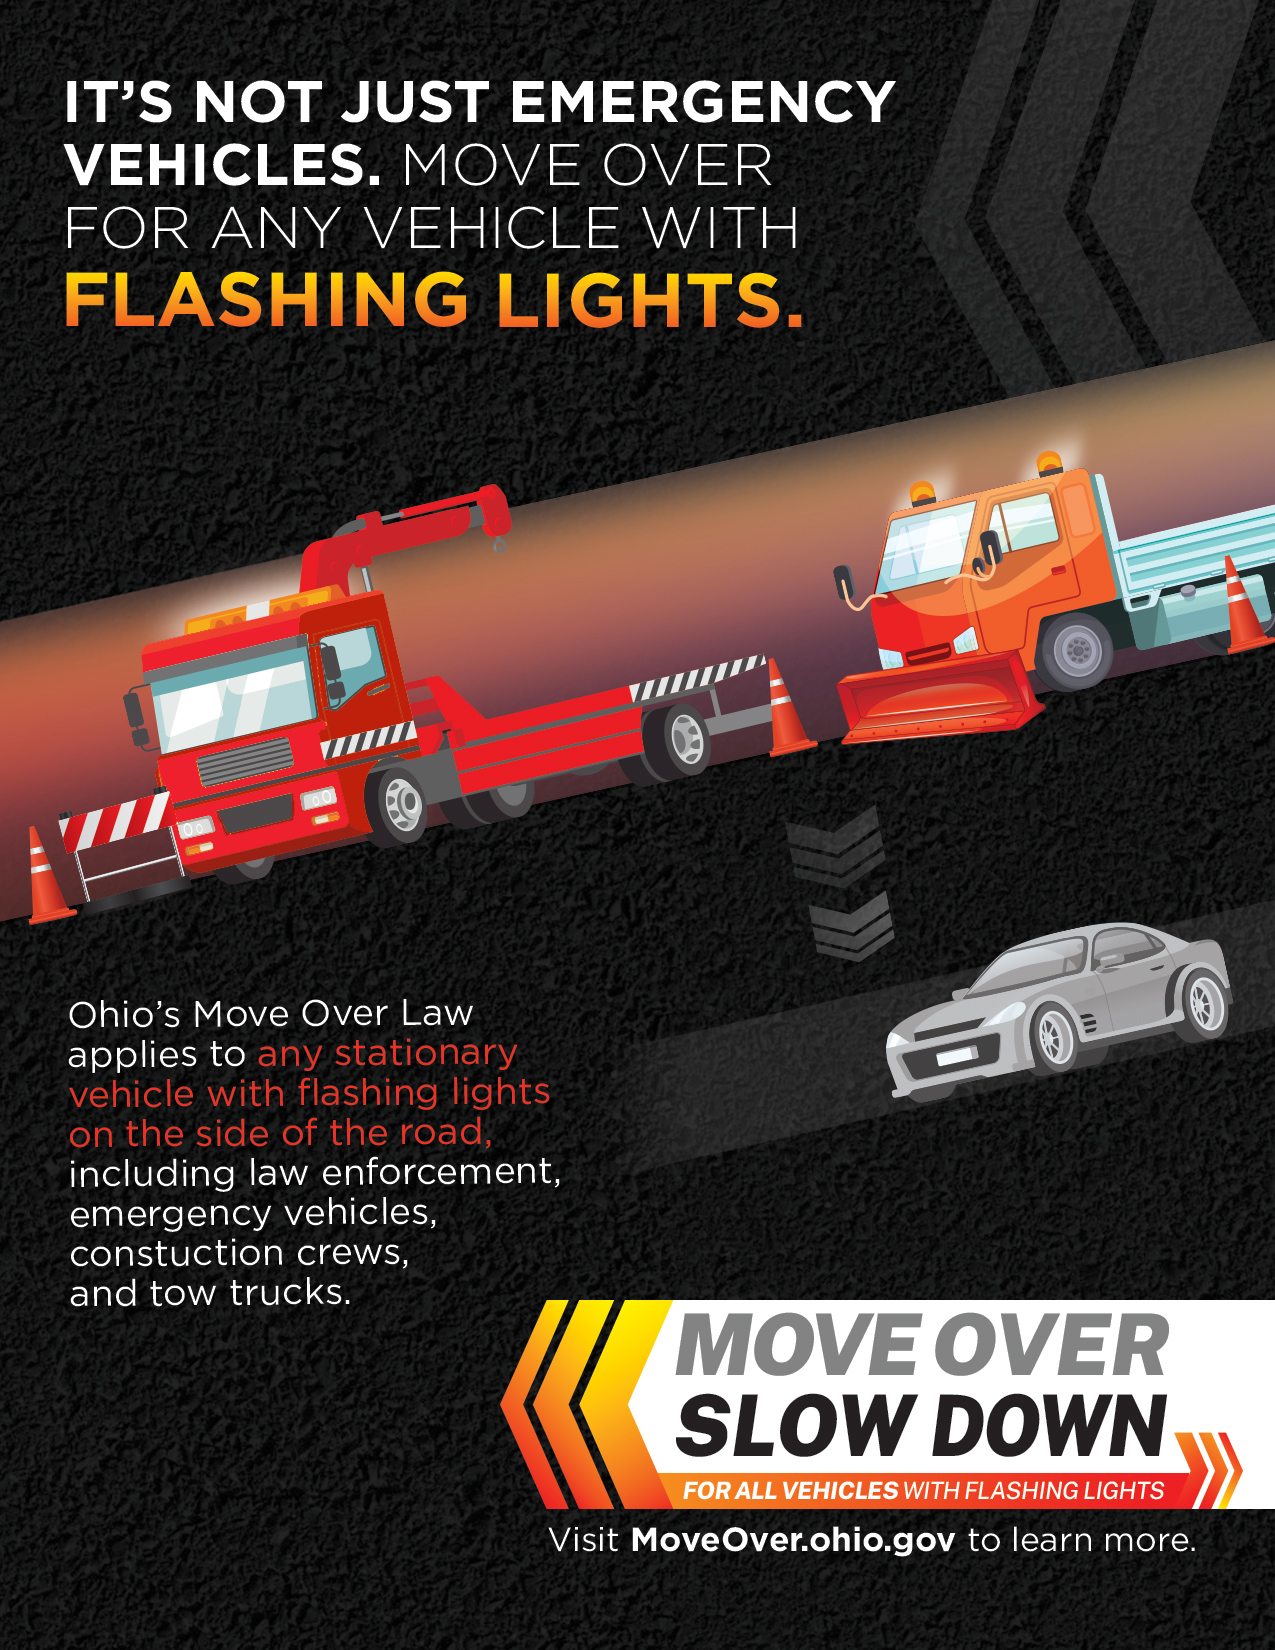 IT’S NOT JUST EMERGENCY
VEHICLES. MOVE OVER
FOR ANY VEHICLE WITH
FLASHING LIGHTS.
Ohio’s Move Over Law
applies to any stationary
vehicle with flashing lights
on the side of the road,
including law enforcement,
emergency vehicles,
constuction crews,
and tow trucks.
MOVE OVER
SLOW DOWN
FOR ALL VEHICLES WITH FLASHING LIGHTS
Visit MoveOver.ohio.gov to learn more.